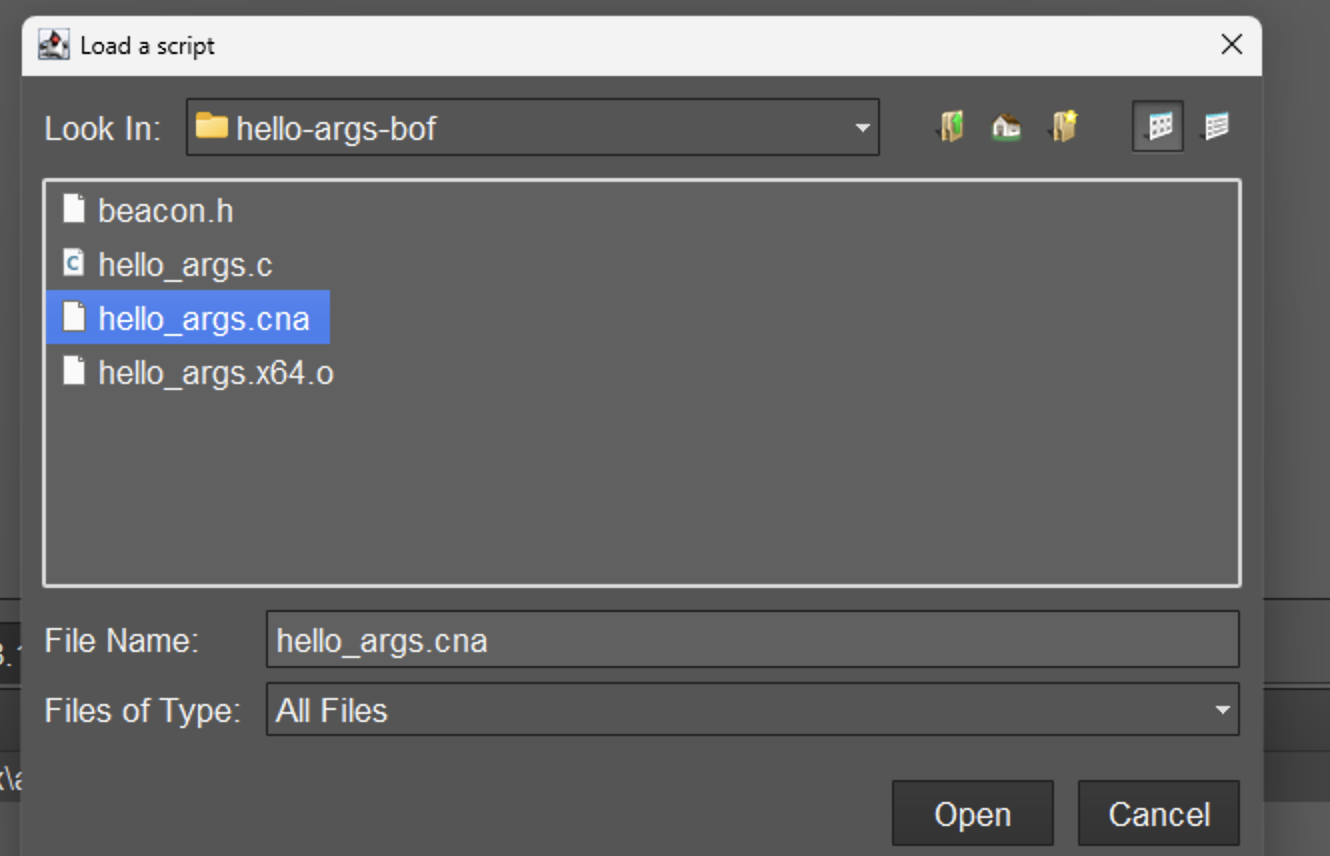 Load a script
Look In: hello-args-bof
beacon.h
hello_args.c
hello_args.cna
hello_args.x64.o
File Name: hello_args.cna
Files of Type: All Files
Open Cancel